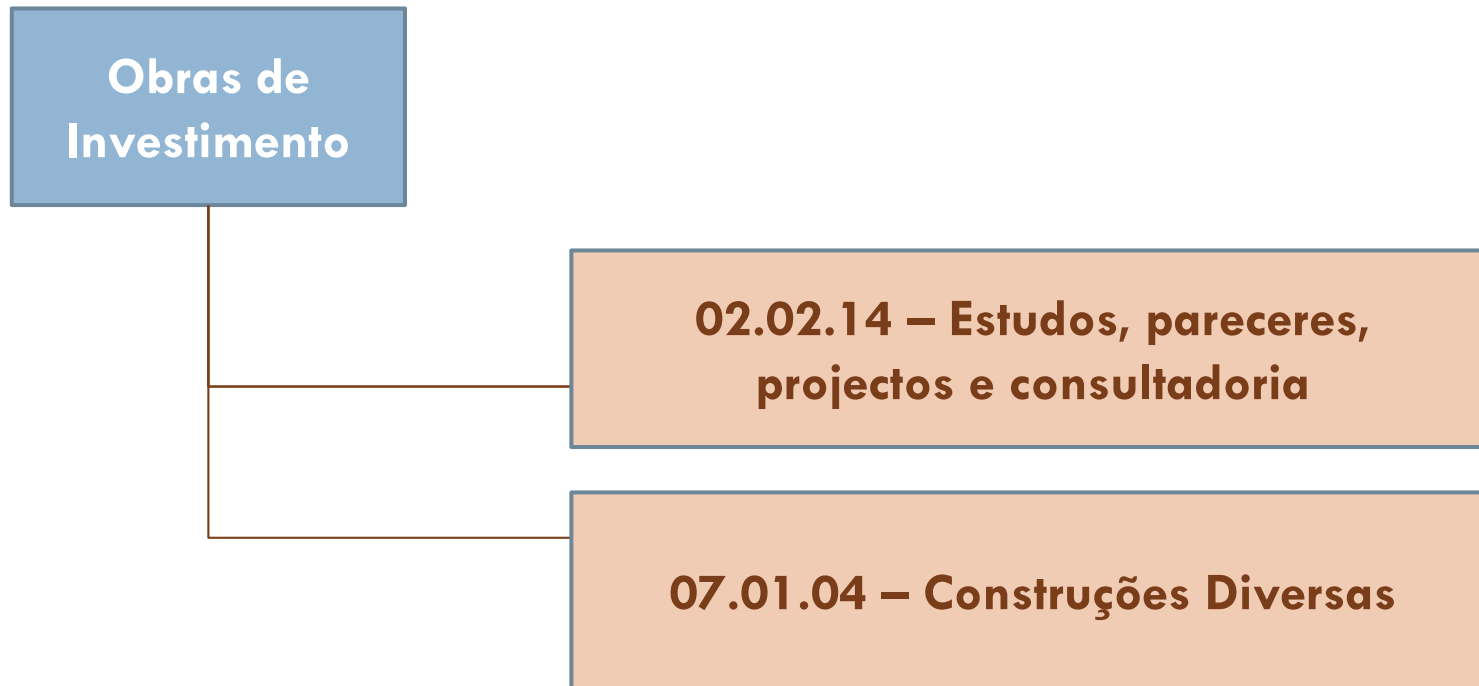 Obras de
Investimento
02.02.14 – Estudos, pareceres,
projectos e consultadoria
07.01.04 – Construções Diversas